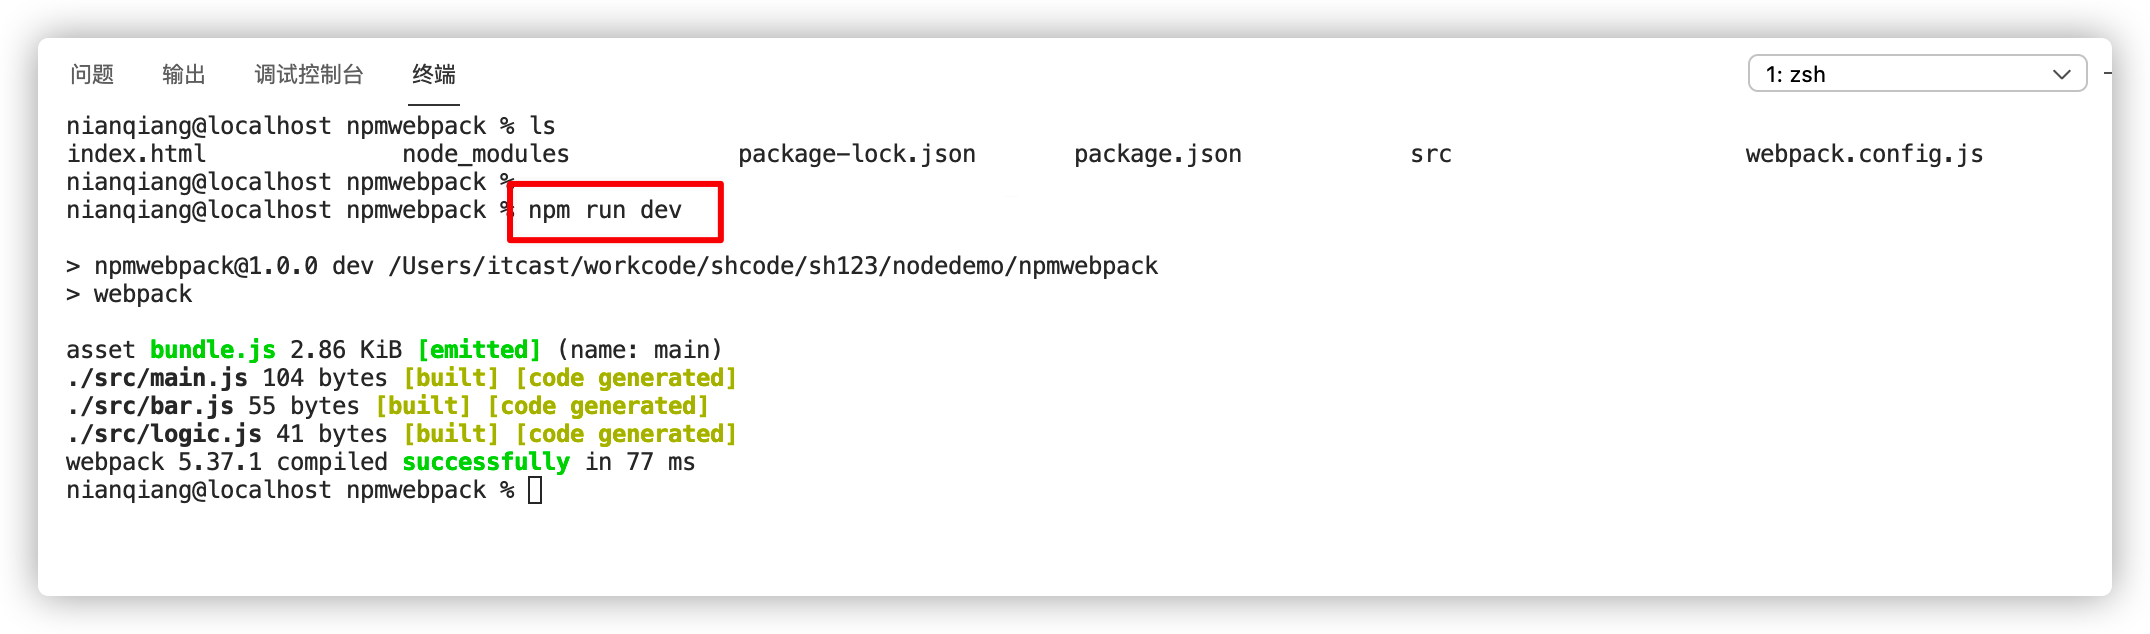 问题 输出 调试控制台 终端 1: zsh
nianqiang@localhost npmwebpack % ls
index.html node_modules package-lock.json package.json src webpack.config.js
nianqiang@localhost npmwebpack %
nianqiang@localhost npmwebpack % npm run dev
> npmwebpack@1.0.0 dev /Users/itcast/workcode/shcode/sh123/nodedemo/npmwebpack
> webpack
asset bundle.js 2.86 KiB [emitted] (name: main)
./src/main.js 104 bytes [built] [code generated]
./src/bar.js 55 bytes [built] [code generated]
./src/logic.js 41 bytes [built] [code generated]
webpack 5.37.1 compiled successfully in 77 ms
nianqiang@localhost npmwebpack %